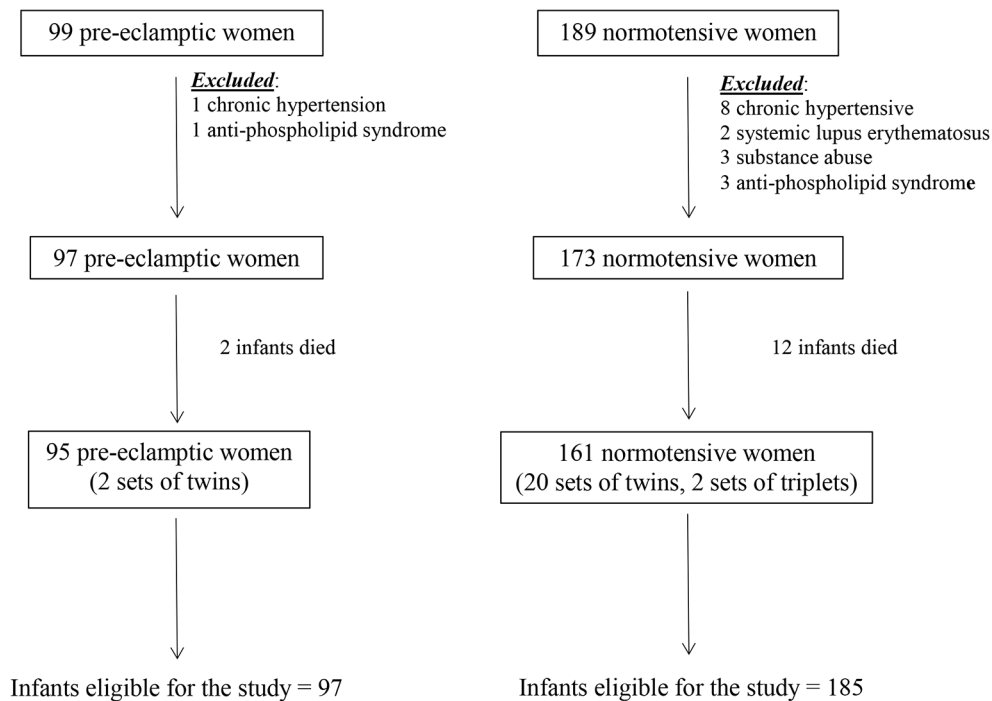 99 pre-eclamptic women
Excluded:
1 chronic hypertension
1 anti-phospholipid syndrome
97 pre-eclamptic women
2 infants died
95 pre-eclamptic women
(2 sets of twins)
Infants eligible for the study = 97
189 normotensive women
Excluded:
8 chronic hypertensive
2 systemic lupus erythematosus
3 substance abuse
3 anti-phospholipid syndrome
173 normotensive women
12 infants died
161 normotensive women
(20 sets of twins, 2 sets of triplets)
Infants eligible for the study = 185